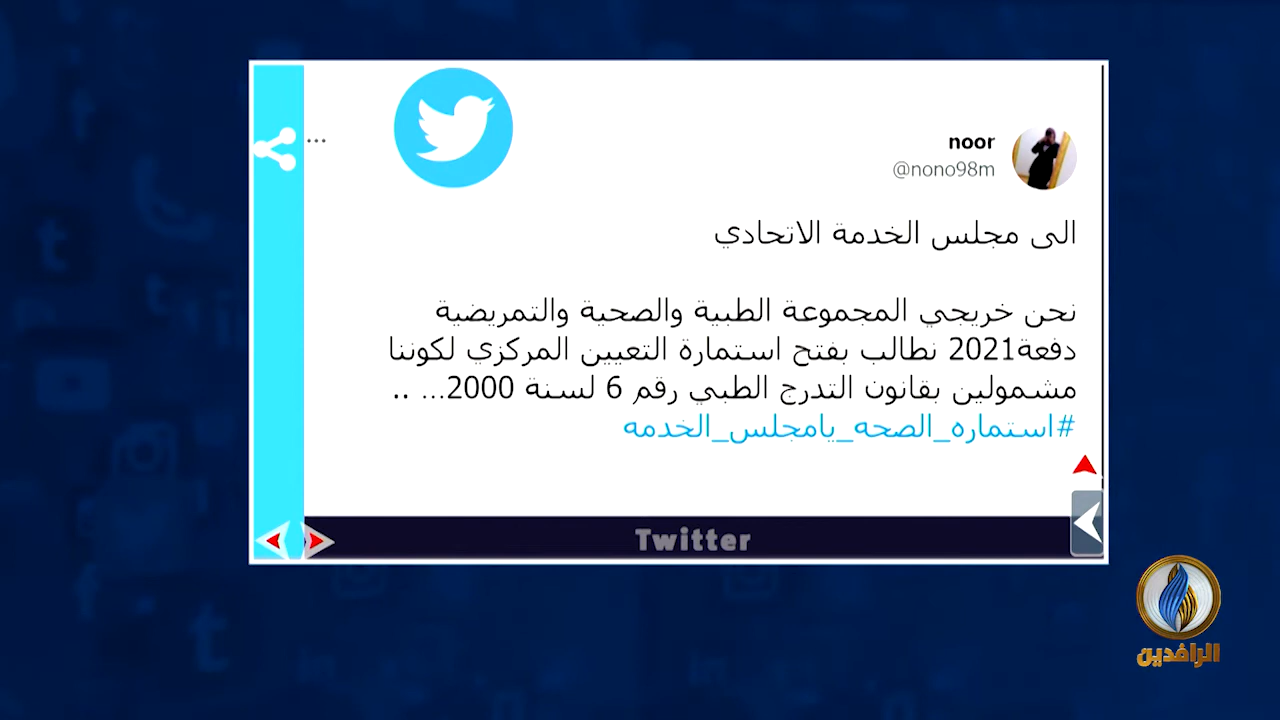 noor
@nono98m
الى مجلس الخدمة الاتحادي
نحن خريجي المجموعة الطبية والصحية والتمريضية
دفعة2021 نطالب بفتح استمارة التعيين المركزي لكوننا
مشمولين بقانون التدرج الطبي رقم 6 لسنة 2000... ..
#استماره_الصحه_يامجلس_الخدمه
Twitter
الرافدين